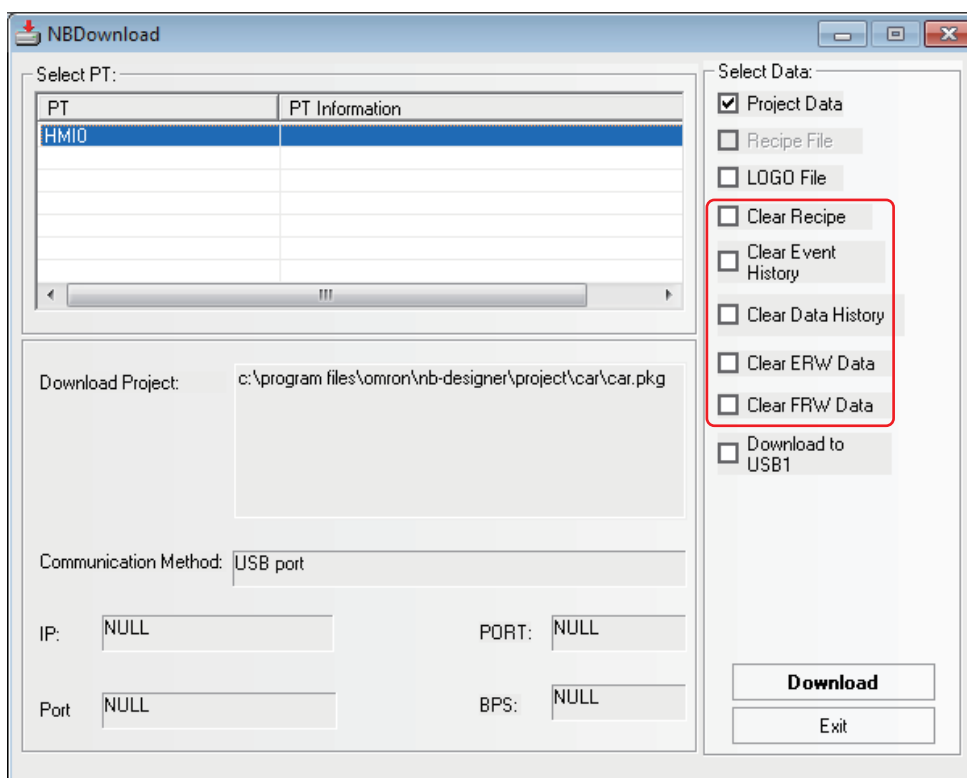 NBDownload
Select PT:
PT
PT Information
HMI0
Download Project:
c:\program files\omron\nb-designer\project\car\car.pkg
Communication Method:
USB port
IP:
NULL
PORT:
NULL
Port
NULL
BPS:
NULL
Select Data:
Project Data
Recipe File
LOGO File
Clear Recipe
Clear Event
History
Clear Data History
Clear ERW Data
Clear FRW Data
Download to
USB1
Download
Exit